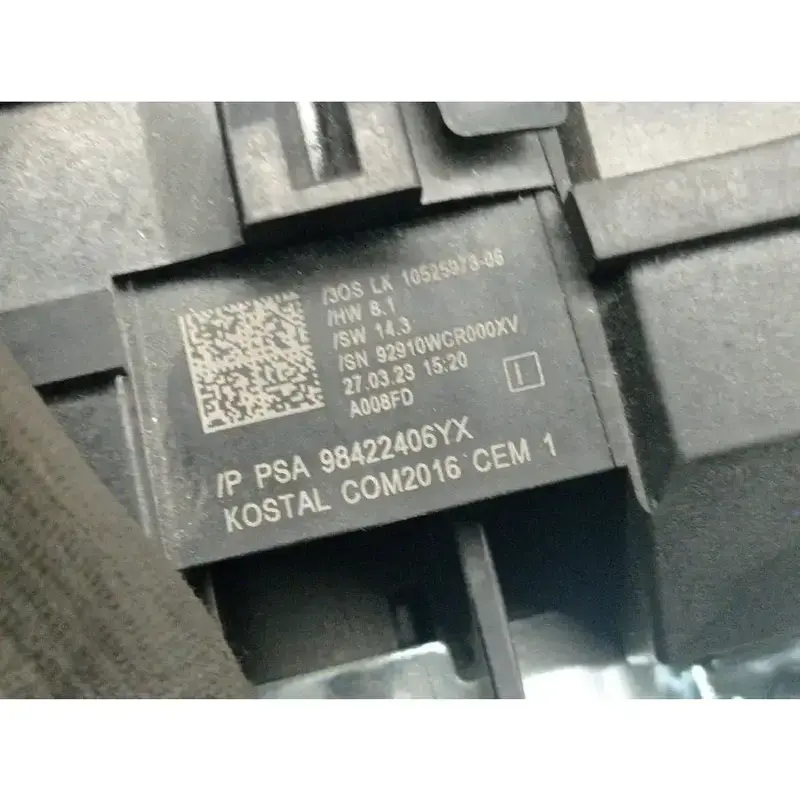 /3OS LK 10525973-06
/HW 8.1
/SW 14.3
/SN 92910WCR000XV
27.03.23 15:20
A008FD
/P PSA 98422406YX
KOSTAL COM2016 CEM 1